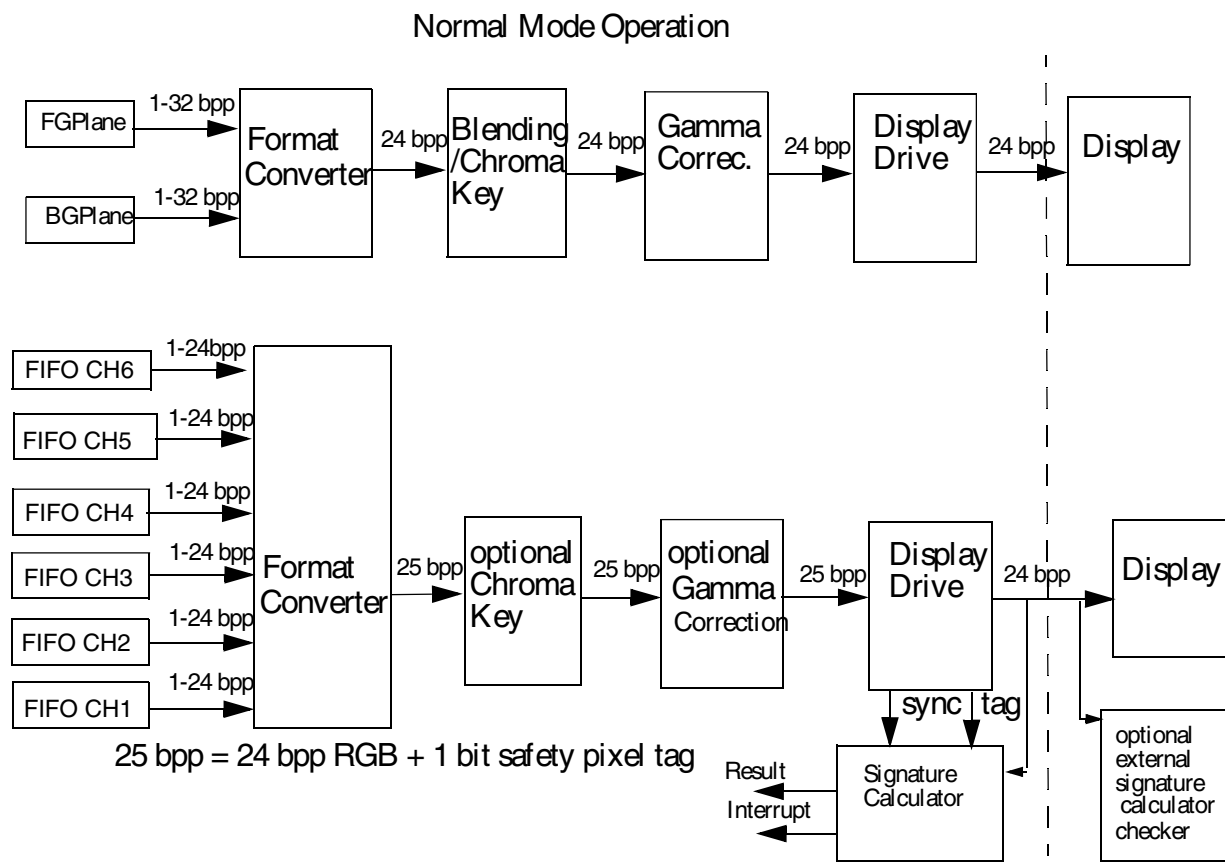 Normal Mode Operation
FGPlane
1-32 bpp
BGPlane
1-32 bpp
Format
Converter
24 bpp
Blending
/Chroma
Key
24 bpp
Gamma
Correc.
24 bpp
Display
Drive
24 bpp
Display
FIFO CH6
1-24bpp
FIFO CH5
1-24 bpp
FIFO CH4
1-24 bpp
FIFO CH3
1-24 bpp
FIFO CH2
1-24 bpp
FIFO CH1
1-24 bpp
Format
Converter
25 bpp
optional
Chroma
Key
25 bpp
optional
Gamma
Correction
25 bpp
Display
Drive
24 bpp
Display
sync
tag
25 bpp = 24 bpp RGB + 1 bit safety pixel tag
Result
Interrupt
Signature
Calculator
optional
external
signature
calculator
checker